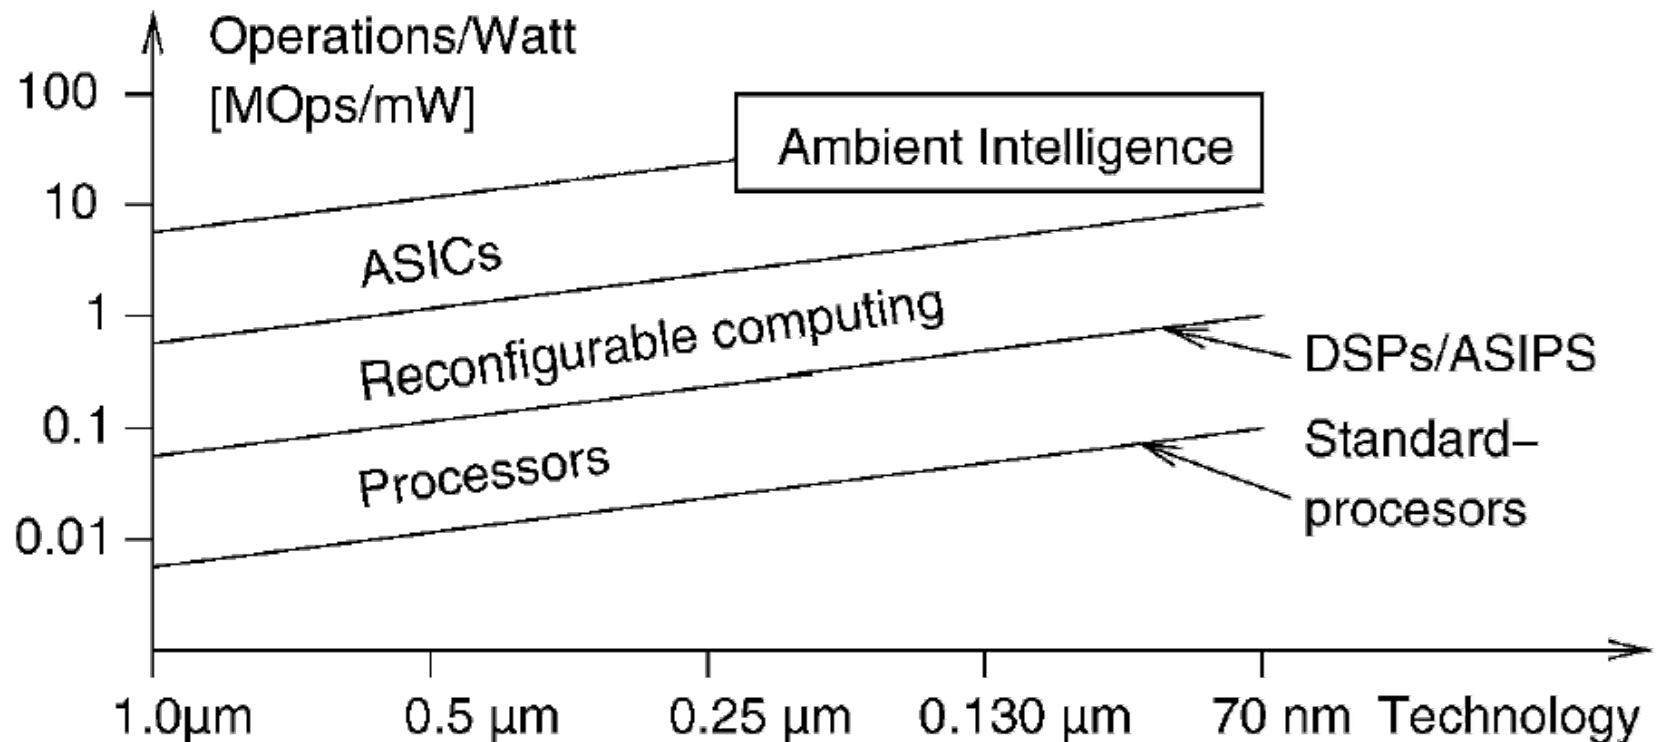 Operations/Watt
[MOps/mW]
100
10
1
0.1
0.01
Ambient Intelligence
ASICs
Reconfigurable computing
Processors
DSPs/ASIPS
Standard–
procesors
1.0µm
0.5 µm
0.25 µm
0.130 µm
70 nm
Technology